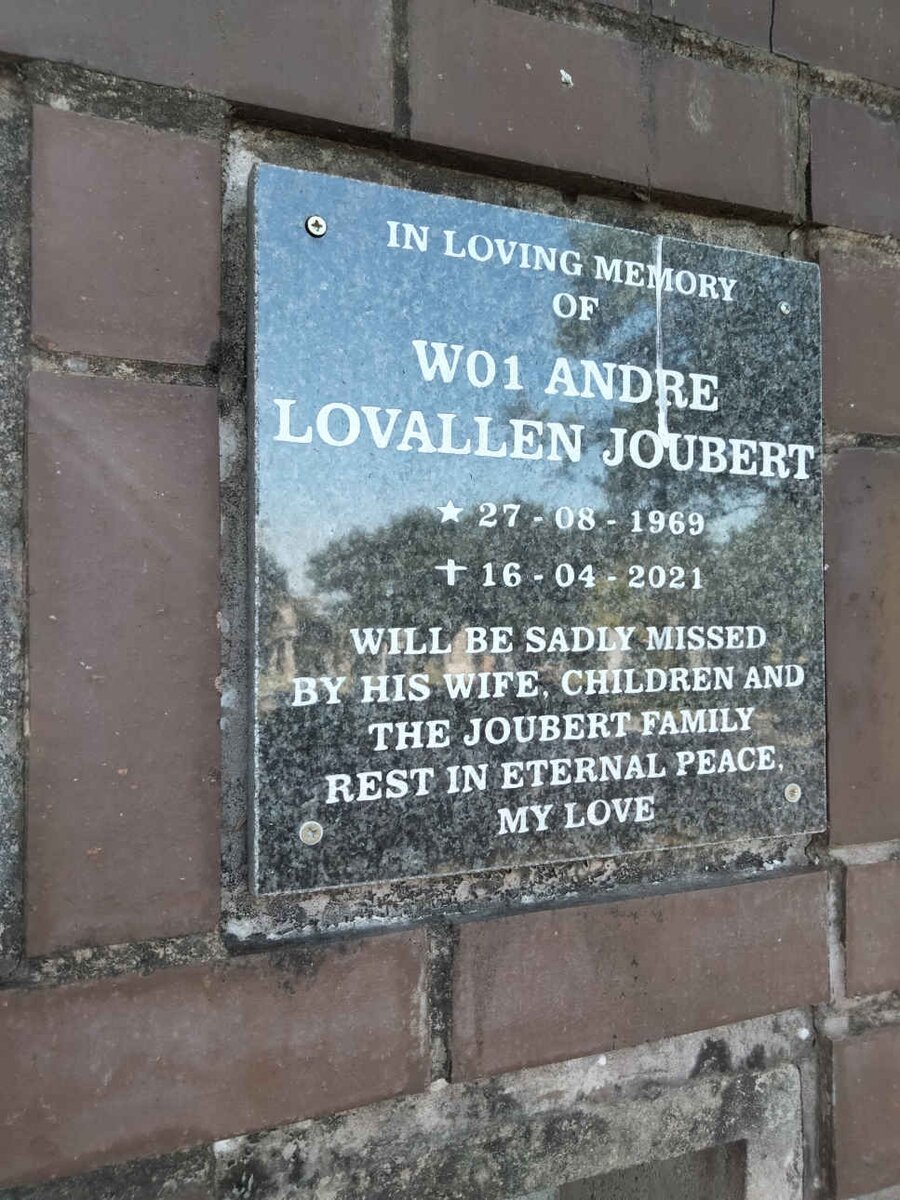 IN LOVING MEMORY
OF
W01 ANDRE
LOVALLEN JOUBERT
★ 27 - 08 - 1969
✝ 16 - 04 - 2021
WILL BE SADLY MISSED
BY HIS WIFE, CHILDREN AND
THE JOUBERT FAMILY
REST IN ETERNAL PEACE,
MY LOVE